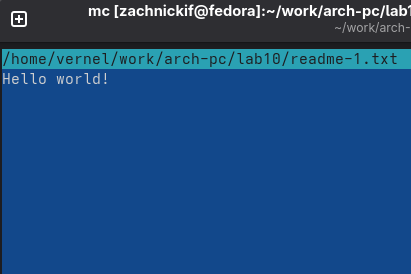 mc [zachnickif@fedora]:~/work/arch-pc/lab1
~/work/arch-
/home/vernel/work/arch-pc/lab10/readme-1.txt
Hello world!